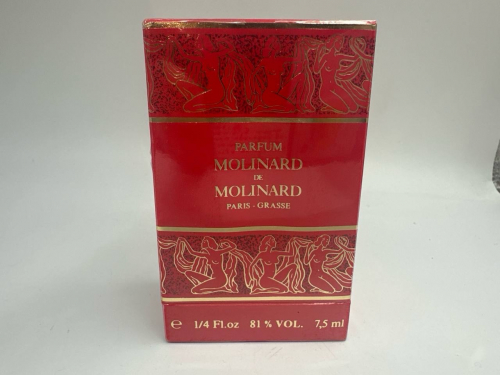 PARFUM
MOLINARD
DE
MOLINARD
PARIS - GRASSE
℮ 1/4 Fl.oz 81 % VOL. 7,5 ml